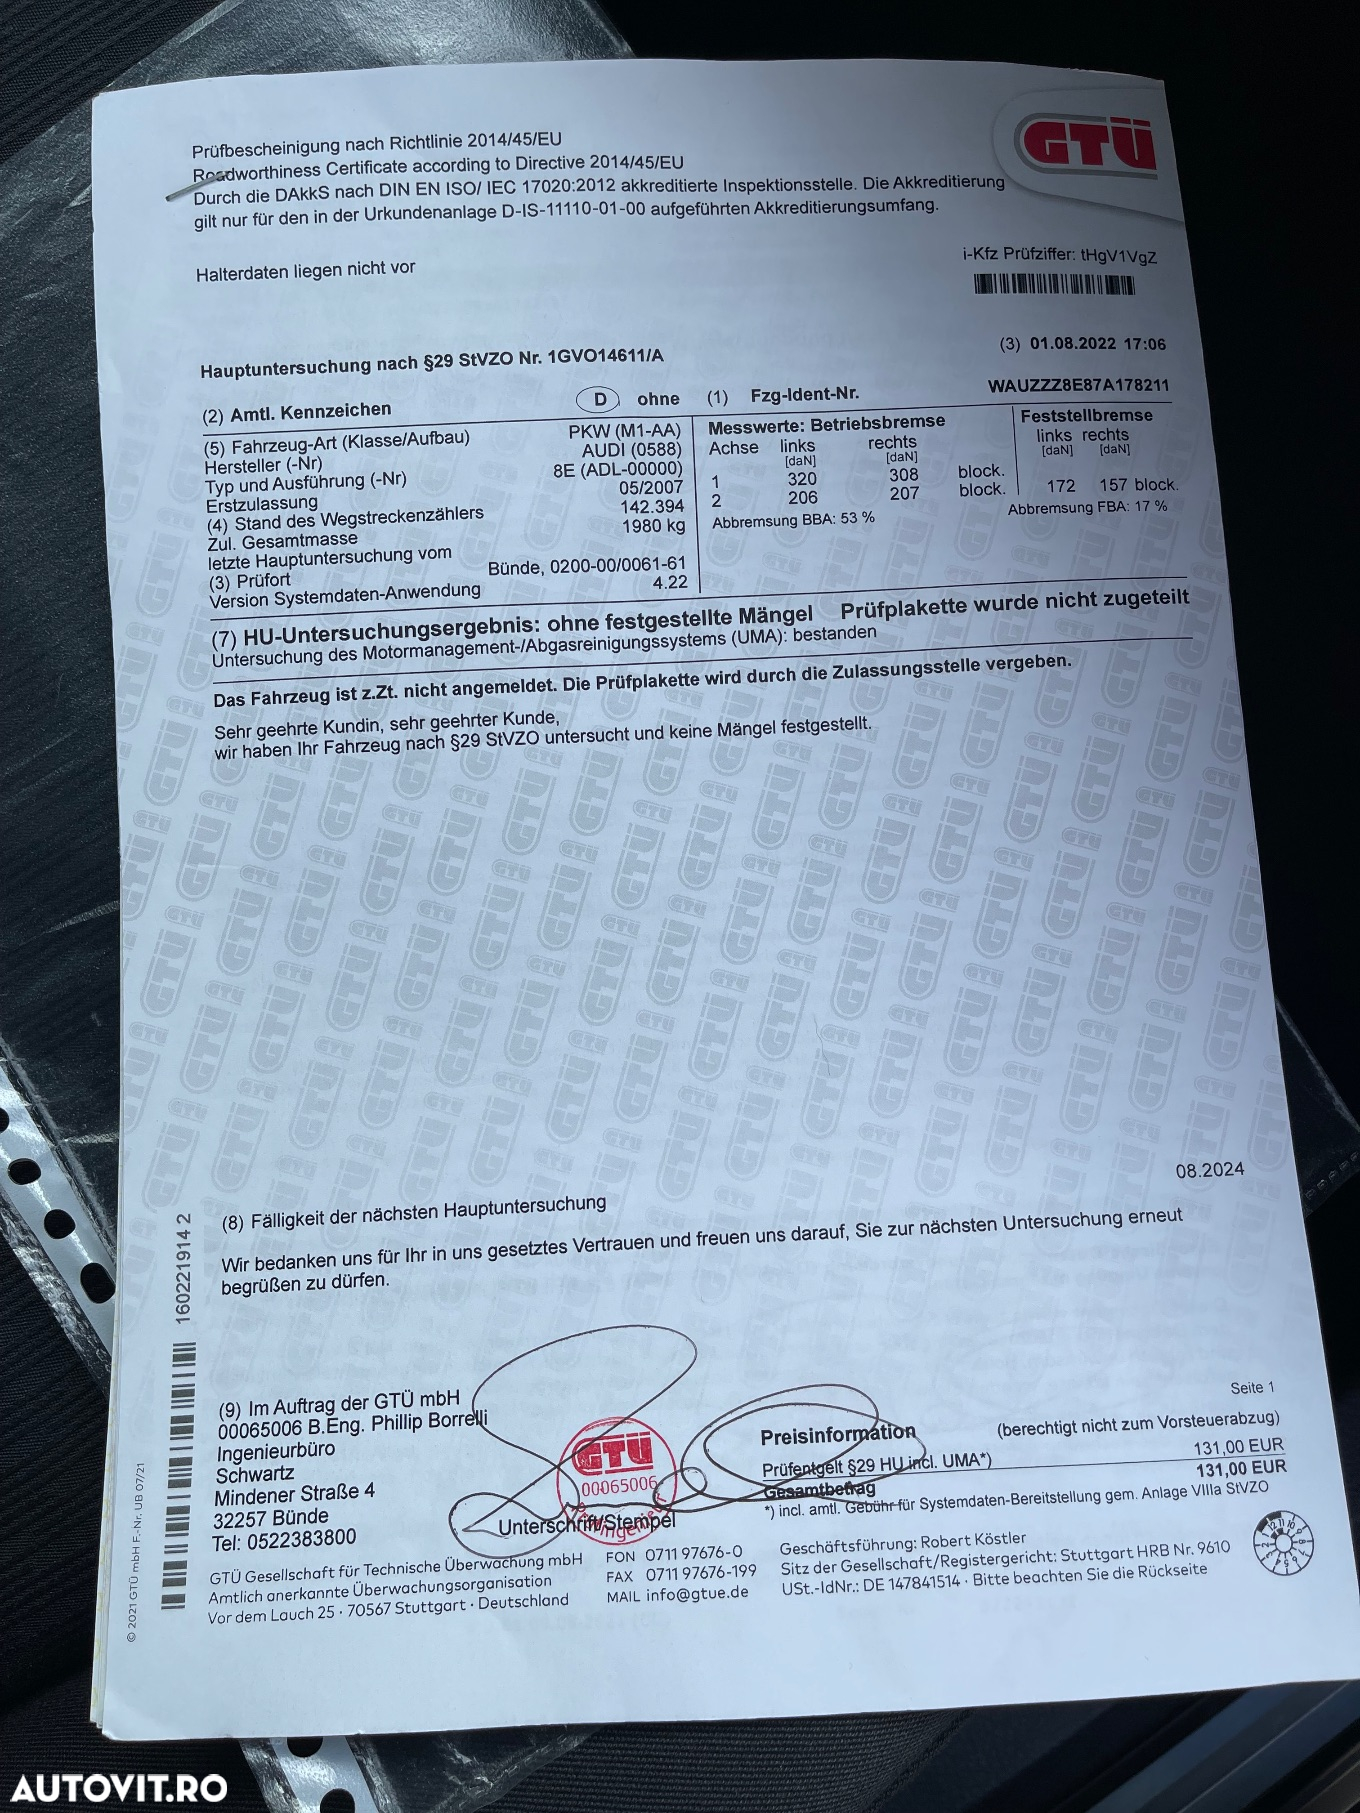 GTÜ
Prüfbescheinigung nach Richtlinie 2014/45/EU
Roadworthiness Certificate according to Directive 2014/45/EU
Durch die DAkkS nach DIN EN ISO/ IEC 17020:2012 akkreditierte Inspektionsstelle. Die Akkreditierung
gilt nur für den in der Urkundenanlage D-IS-11110-01-00 aufgeführten Akkreditierungsumfang.
Halterdaten liegen nicht vor
i-Kfz Prüfziffer: tHgV1VgZ
Hauptuntersuchung nach §29 StVZO Nr. 1GVO14611/A
(3) 01.08.2022 17:06
(2) Amtl. Kennzeichen D ohne
(1) Fzg-Ident-Nr. WAUZZZ8E87A178211
(5) Fahrzeug-Art (Klasse/Aufbau) PKW (M1-AA)
Hersteller (-Nr) AUDI (0588)
Typ und Ausführung (-Nr) 8E (ADL-00000)
Erstzulassung 05/2007
(4) Stand des Wegstreckenzählers 142.394
Zul. Gesamtmasse 1980 kg
letzte Hauptuntersuchung vom
(3) Prüfort Bünde, 0200-00/0061-61
Version Systemdaten-Anwendung 4.22
Messwerte: Betriebsbremse
Achse links rechts
[daN] [daN]
1 320 308 block.
2 206 207 block.
Abbremsung BBA: 53 %
Feststellbremse
links rechts
[daN] [daN]
172 157 block.
Abbremsung FBA: 17 %
(7) HU-Untersuchungsergebnis: ohne festgestellte Mängel Prüfplakette wurde nicht zugeteilt
Untersuchung des Motormanagement-/Abgasreinigungssystems (UMA): bestanden
Das Fahrzeug ist z.Zt. nicht angemeldet. Die Prüfplakette wird durch die Zulassungsstelle vergeben.
Sehr geehrte Kundin, sehr geehrter Kunde,
wir haben Ihr Fahrzeug nach §29 StVZO untersucht und keine Mängel festgestellt.
(8) Fälligkeit der nächsten Hauptuntersuchung 08.2024
Wir bedanken uns für Ihr in uns gesetztes Vertrauen und freuen uns darauf, Sie zur nächsten Untersuchung erneut
begrüßen zu dürfen.
Seite 1
(9) Im Auftrag der GTÜ mbH
00065006 B.Eng. Phillip Borrelli
Ingenieurbüro
Schwartz
Mindener Straße 4
32257 Bünde
Tel: 0522383800
GTÜ
00065006
Prüfingenieur
Unterschrift/Stempel
Preisinformation (berechtigt nicht zum Vorsteuerabzug)
Prüfentgelt §29 HU incl. UMA*) 131,00 EUR
Gesamtbetrag 131,00 EUR
*) incl. amtl. Gebühr für Systemdaten-Bereitstellung gem. Anlage VIIIa StVZO
GTÜ Gesellschaft für Technische Überwachung mbH
Amtlich anerkannte Überwachungsorganisation
Vor dem Lauch 25 · 70567 Stuttgart · Deutschland
FON 0711 97676-0
FAX 0711 97676-199
MAIL info@gtue.de
Geschäftsführung: Robert Köstler
Sitz der Gesellschaft/Registergericht: Stuttgart HRB Nr. 9610
USt.-IdNr.: DE 147841514 · Bitte beachten Sie die Rückseite
160221914 2
© 2021 GTÜ mbH F.-Nr. UB 07/21
AUTOVIT.RO